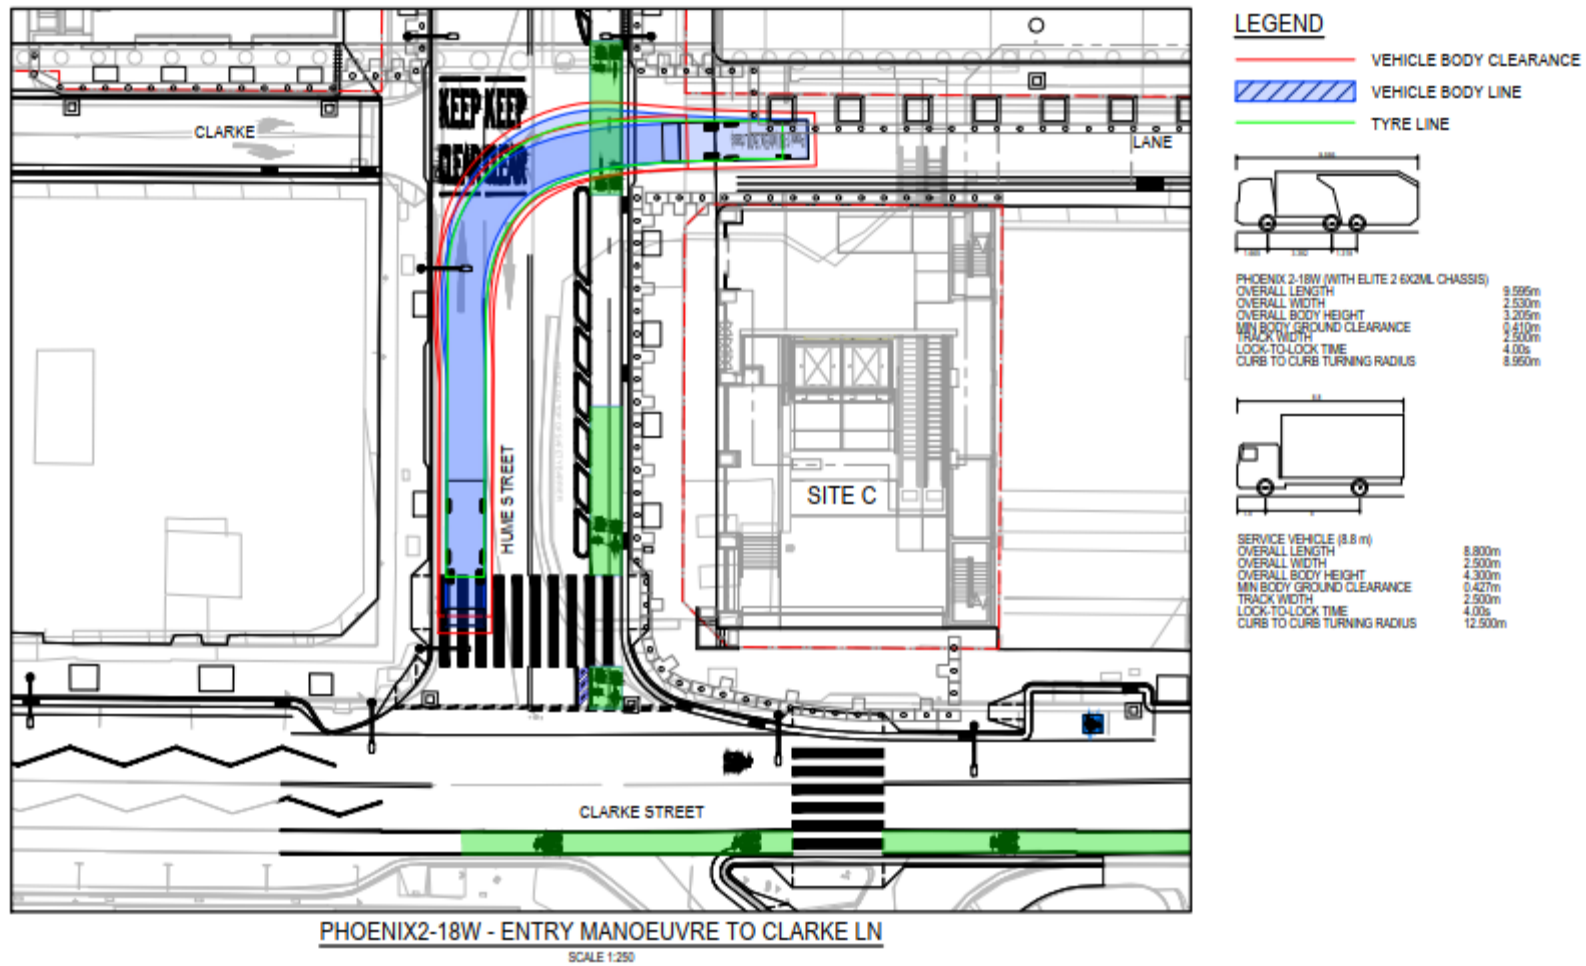 LEGEND
VEHICLE BODY CLEARANCE
VEHICLE BODY LINE
TYRE LINE
KEEP KEEP
CLEAR CLEAR
CLARKE
LANE
HUME STREET
SITE C
CLARKE STREET
PHOENIX 2-18W (WITH ELITE 2 6X2ML CHASSIS)
OVERALL LENGTH 9.595m
OVERALL WIDTH 2.530m
OVERALL BODY HEIGHT 3.205m
MIN BODY GROUND CLEARANCE 0.410m
TRACK WIDTH 2.500m
LOCK-TO-LOCK TIME 4.00s
CURB TO CURB TURNING RADIUS 8.950m
8.8
SERVICE VEHICLE (8.8 m)
OVERALL LENGTH 8.800m
OVERALL WIDTH 2.500m
OVERALL BODY HEIGHT 4.300m
MIN BODY GROUND CLEARANCE 0.427m
TRACK WIDTH 2.500m
LOCK-TO-LOCK TIME 4.00s
CURB TO CURB TURNING RADIUS 12.500m
PHOENIX2-18W - ENTRY MANOEUVRE TO CLARKE LN
SCALE 1:250